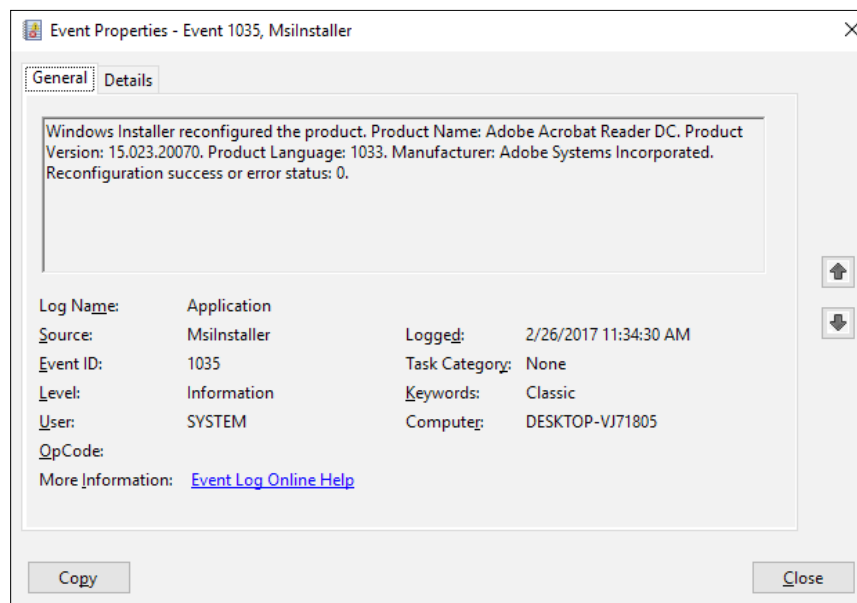 Event Properties - Event 1035, MsiInstaller
General Details
Windows Installer reconfigured the product. Product Name: Adobe Acrobat Reader DC. Product
Version: 15.023.20070. Product Language: 1033. Manufacturer: Adobe Systems Incorporated.
Reconfiguration success or error status: 0.
Log Name: Application
Source: MsiInstaller Logged: 2/26/2017 11:34:30 AM
Event ID: 1035 Task Category: None
Level: Information Keywords: Classic
User: SYSTEM Computer: DESKTOP-VJ71805
OpCode:
More Information: Event Log Online Help
Copy Close